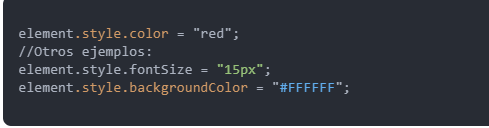 element.style.color = "red";
//Otros ejemplos:
element.style.fontSize = "15px";
element.style.backgroundColor = "#FFFFFF";